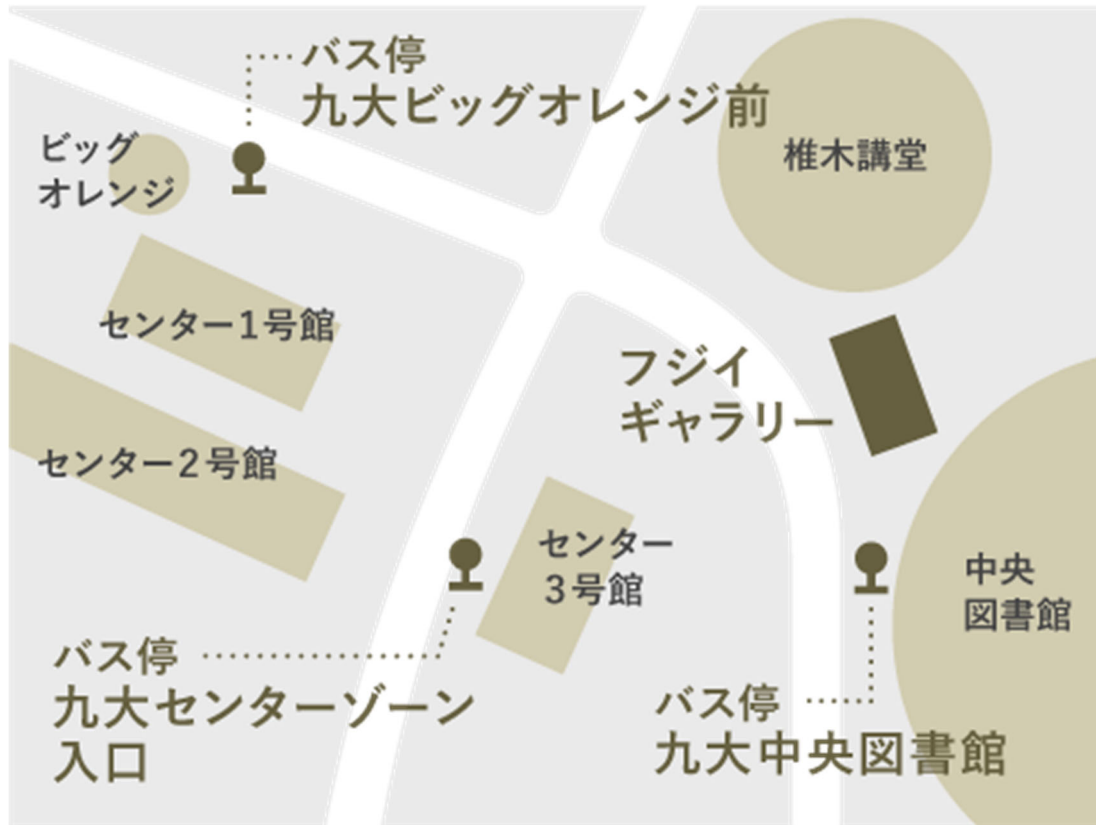 バス停
九大ビッグオレンジ前
ビッグ
オレンジ
椎木講堂
センター1号館
フジイ
ギャラリー
センター2号館
センター
3号館
中央
図書館
バス停
九大センターゾーン
入口
バス停
九大中央図書館